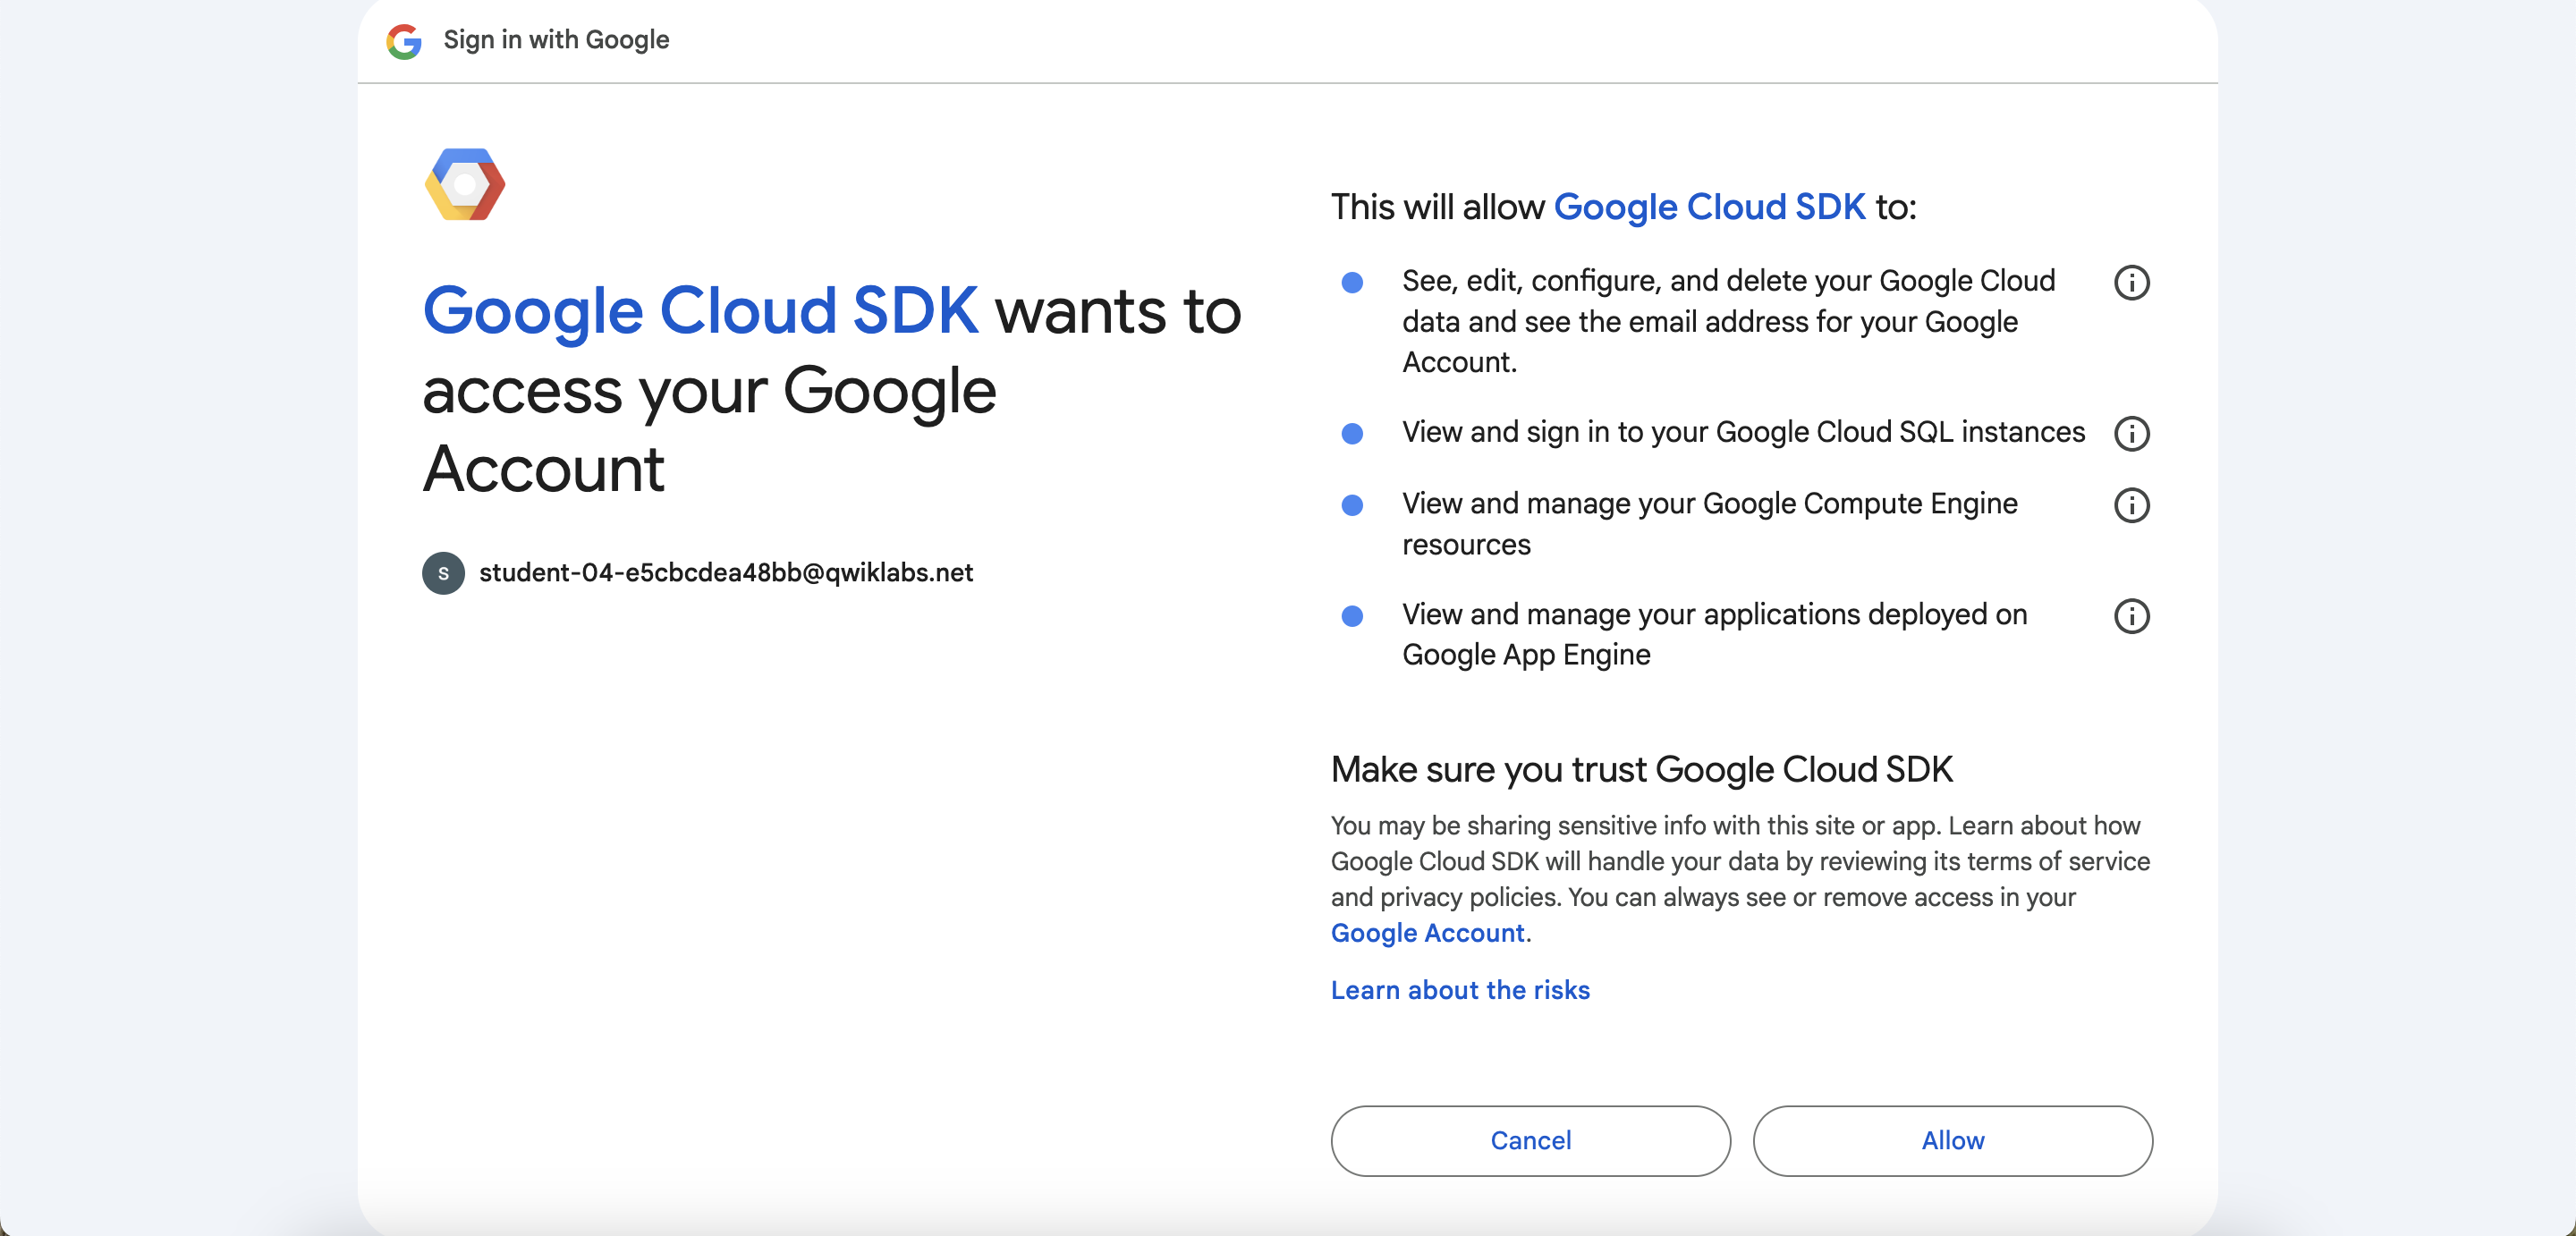 Sign in with Google
Google Cloud SDK wants to
access your Google
Account
S student-04-e5cbcdea48bb@qwiklabs.net
This will allow Google Cloud SDK to:
See, edit, configure, and delete your Google Cloud
data and see the email address for your Google
Account.
View and sign in to your Google Cloud SQL instances
View and manage your Google Compute Engine
resources
View and manage your applications deployed on
Google App Engine
Make sure you trust Google Cloud SDK
You may be sharing sensitive info with this site or app. Learn about how
Google Cloud SDK will handle your data by reviewing its terms of service
and privacy policies. You can always see or remove access in your
Google Account.
Learn about the risks
Cancel
Allow